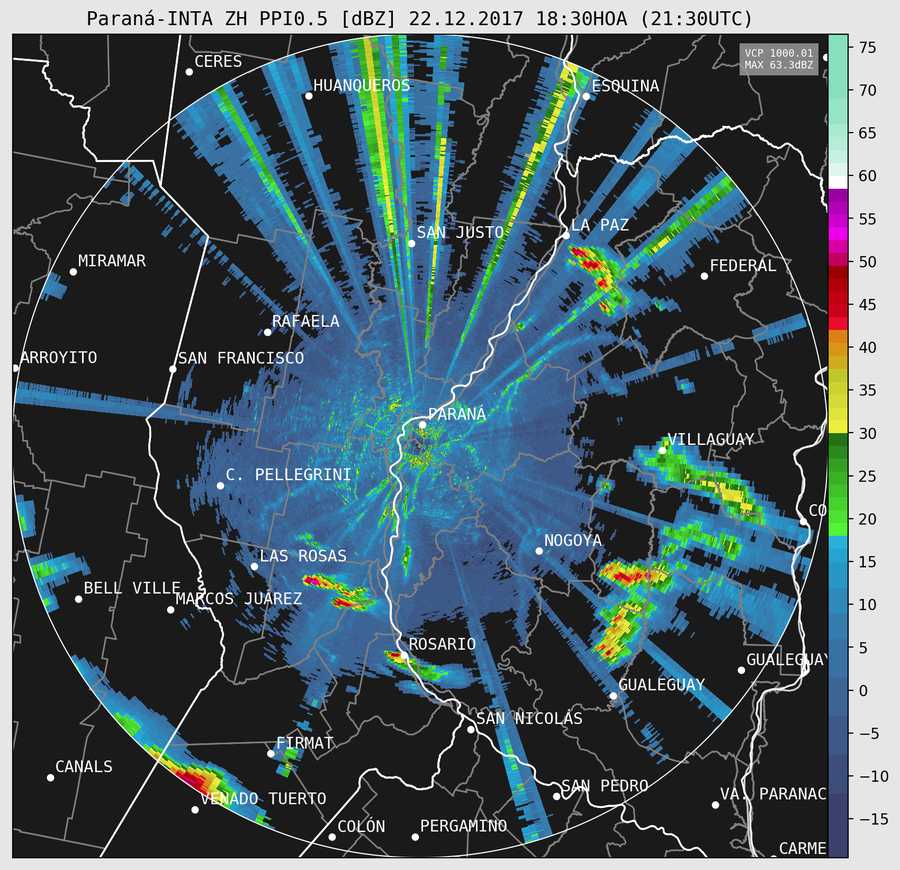 Paraná-INTA ZH PPI0.5 [dBZ] 22.12.2017 18:30HOA (21:30UTC)
VCP 1000.01
MAX 63.3dBZ
CERES
HUANQUEROS
ESQUINA
SAN JUSTO
LA PAZ
MIRAMAR
FEDERAL
RAFAELA
ARROYITO
SAN FRANCISCO
PARANÁ
VILLAGUAY
C. PELLEGRINI
CO
NOGOYA
LAS ROSAS
BELL VILLE
MARCOS JUÁREZ
ROSARIO
GUALEGUAY
GUALEGUAY
SAN NICOLÁS
FIRMAT
CANALS
SAN PEDRO
VENADO TUERTO
VA. PARANAC
COLÓN
PERGAMINO
CARME
75
70
65
60
55
50
45
40
35
30
25
20
15
10
5
0
−5
−10
−15